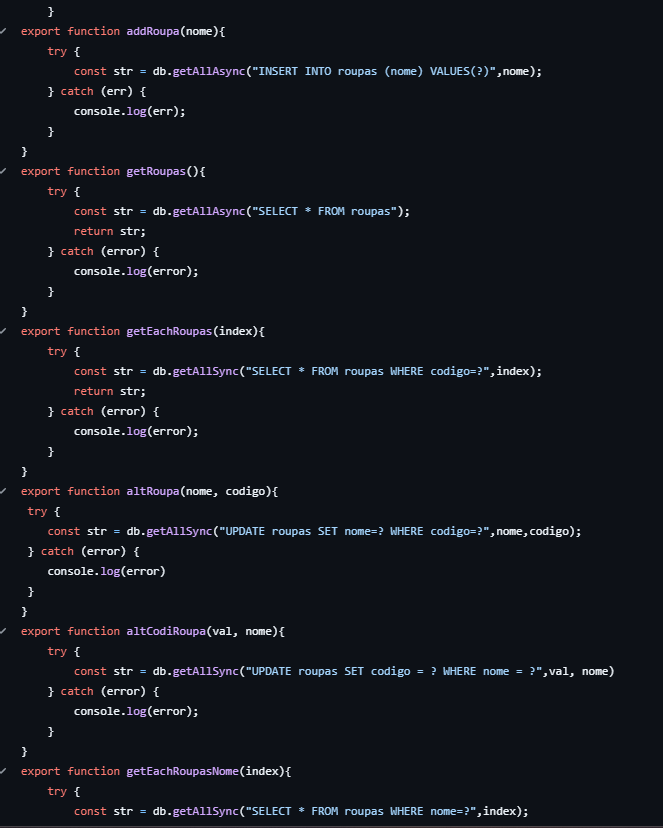 }
export function addRoupa(nome){
try {
const str = db.getAllAsync("INSERT INTO roupas (nome) VALUES(?)",nome);
} catch (err) {
console.log(err);
}
}
export function getRoupas(){
try {
const str = db.getAllAsync("SELECT * FROM roupas");
return str;
} catch (error) {
console.log(error);
}
}
export function getEachRoupas(index){
try {
const str = db.getAllSync("SELECT * FROM roupas WHERE codigo=?",index);
return str;
} catch (error) {
console.log(error);
}
}
export function altRoupa(nome, codigo){
try {
const str = db.getAllSync("UPDATE roupas SET nome=? WHERE codigo=?",nome,codigo);
} catch (error) {
console.log(error)
}
}
export function altCodiRoupa(val, nome){
try {
const str = db.getAllSync("UPDATE roupas SET codigo = ? WHERE nome = ?",val, nome)
} catch (error) {
console.log(error);
}
}
export function getEachRoupasNome(index){
try {
const str = db.getAllSync("SELECT * FROM roupas WHERE nome=?",index);